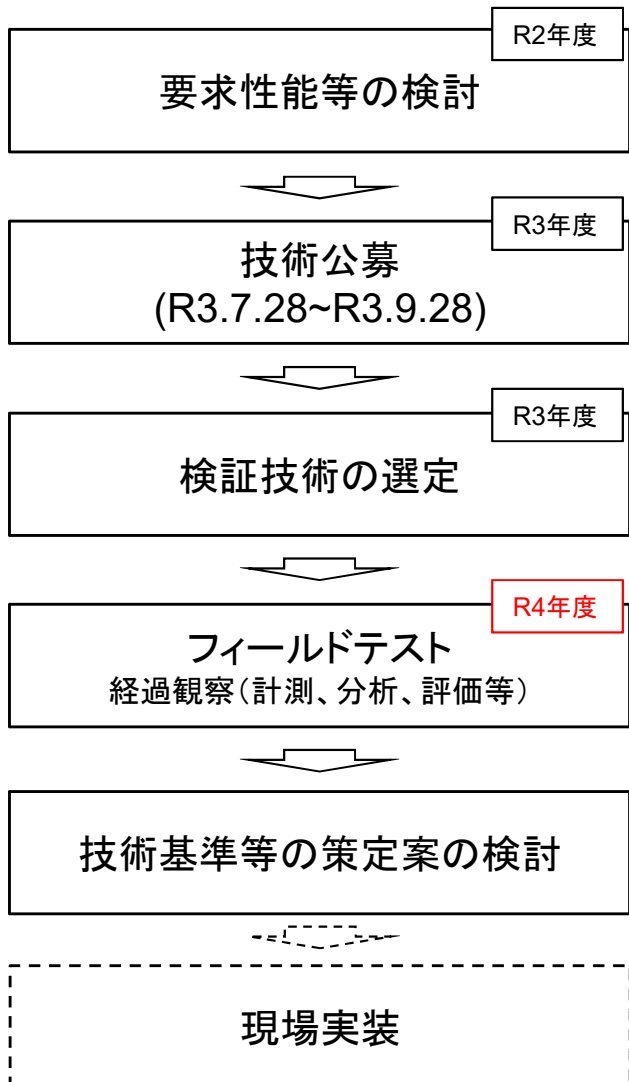 R2年度
要求性能等の検討
R3年度
技術公募
(R3.7.28~R3.9.28)
R3年度
検証技術の選定
R4年度
フィールドテスト
経過観察(計測、分析、評価等)
技術基準等の策定案の検討
現場実装